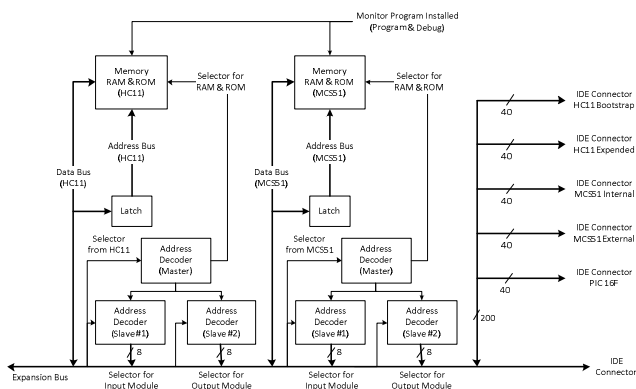 Monitor Program Installed
(Program & Debug)
Memory
RAM & ROM
(HC11)
Selector for
RAM & ROM
Memory
RAM & ROM
(MCS51)
Selector for
RAM & ROM
Address Bus
(HC11)
Data Bus
(HC11)
Latch
Address Bus
(MCS51)
Data Bus
(MCS51)
Latch
Selector
from HC11
Address
Decoder
(Master)
Selector
from MCS51
Address
Decoder
(Master)
Address
Decoder
(Slave #1)
Address
Decoder
(Slave #2)
Address
Decoder
(Slave #1)
Address
Decoder
(Slave #2)
8
8
8
8
IDE Connector
HC11 Bootstrap
40
IDE Connector
HC11 Expended
40
IDE Connector
MCS51 Internal
40
IDE Connector
MCS51 External
40
IDE Connector
PIC 16F
40
200
Expansion Bus
Selector for
Input Module
Selector for
Output Module
Selector for
Input Module
Selector for
Output Module
IDE
Connector